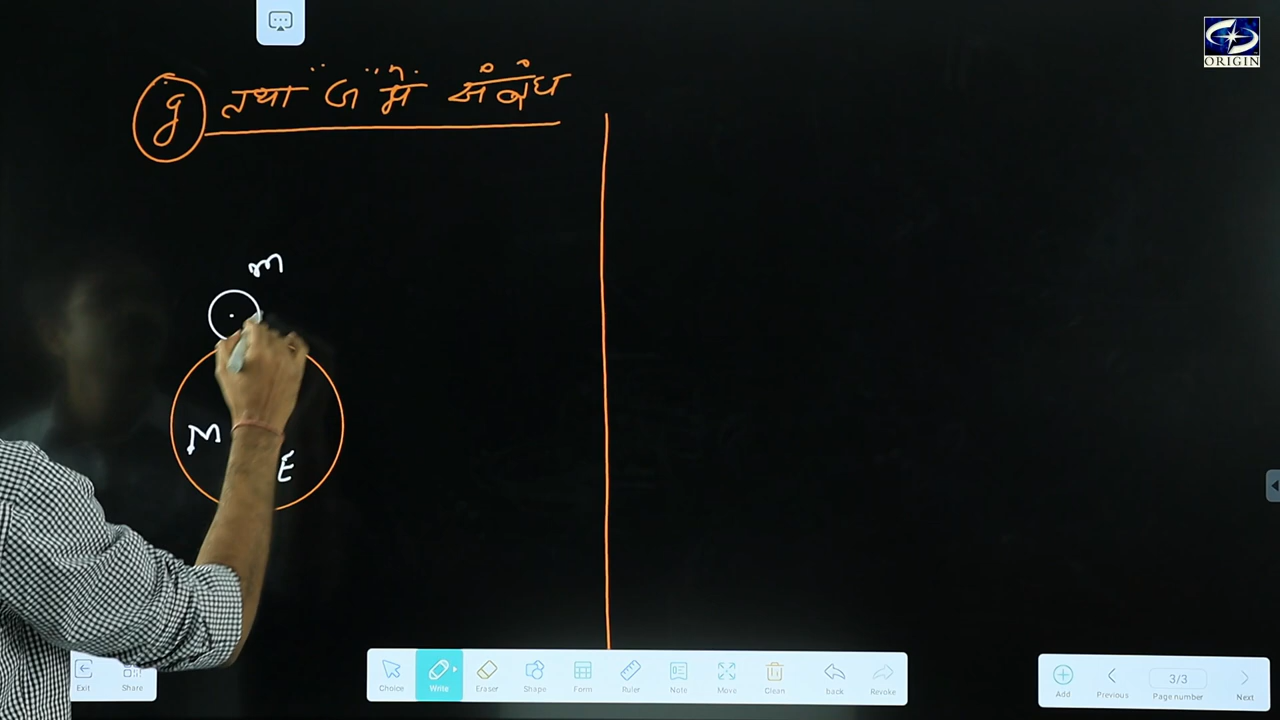 g तथा "G" में संबंध
m
M
E
ORIGIN
Exit
Share
Choice
Write
Eraser
Shape
Form
Ruler
Note
Move
Clean
back
Revoke
Add
Previous
3/3
Page number
Next